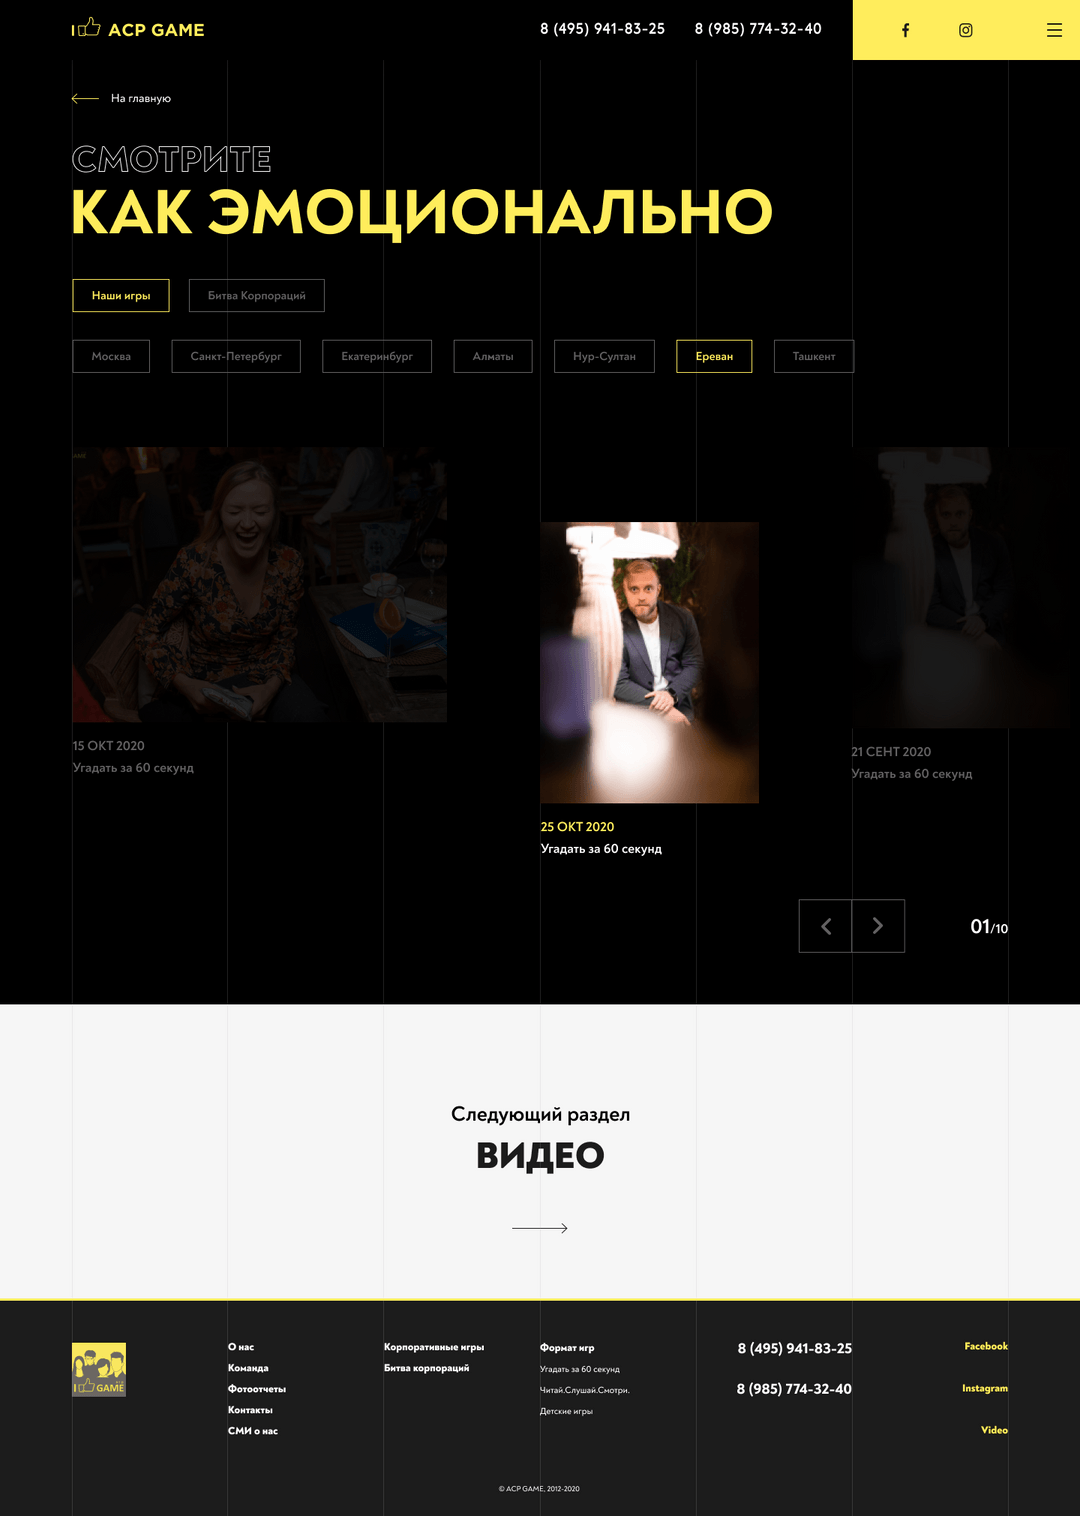 I ACP GAME
8 (495) 941-83-25
8 (985) 774-32-40
На главную
СМОТРИТЕ
КАК ЭМОЦИОНАЛЬНО
Наши игры
Битва Корпораций
Москва
Санкт-Петербург
Екатеринбург
Алматы
Нур-Султан
Ереван
Ташкент
15 ОКТ 2020
Угадать за 60 секунд
25 ОКТ 2020
Угадать за 60 секунд
21 СЕНТ 2020
Угадать за 60 секунд
01/10
Следующий раздел
ВИДЕО
I GAME
О нас
Команда
Фотоотчеты
Контакты
СМИ о нас
Корпоративные игры
Битва корпораций
Формат игр
Угадать за 60 секунд
Читай.Слушай.Смотри.
Детские игры
8 (495) 941-83-25
8 (985) 774-32-40
Facebook
Instagram
Video
© ACP GAME, 2012-2020